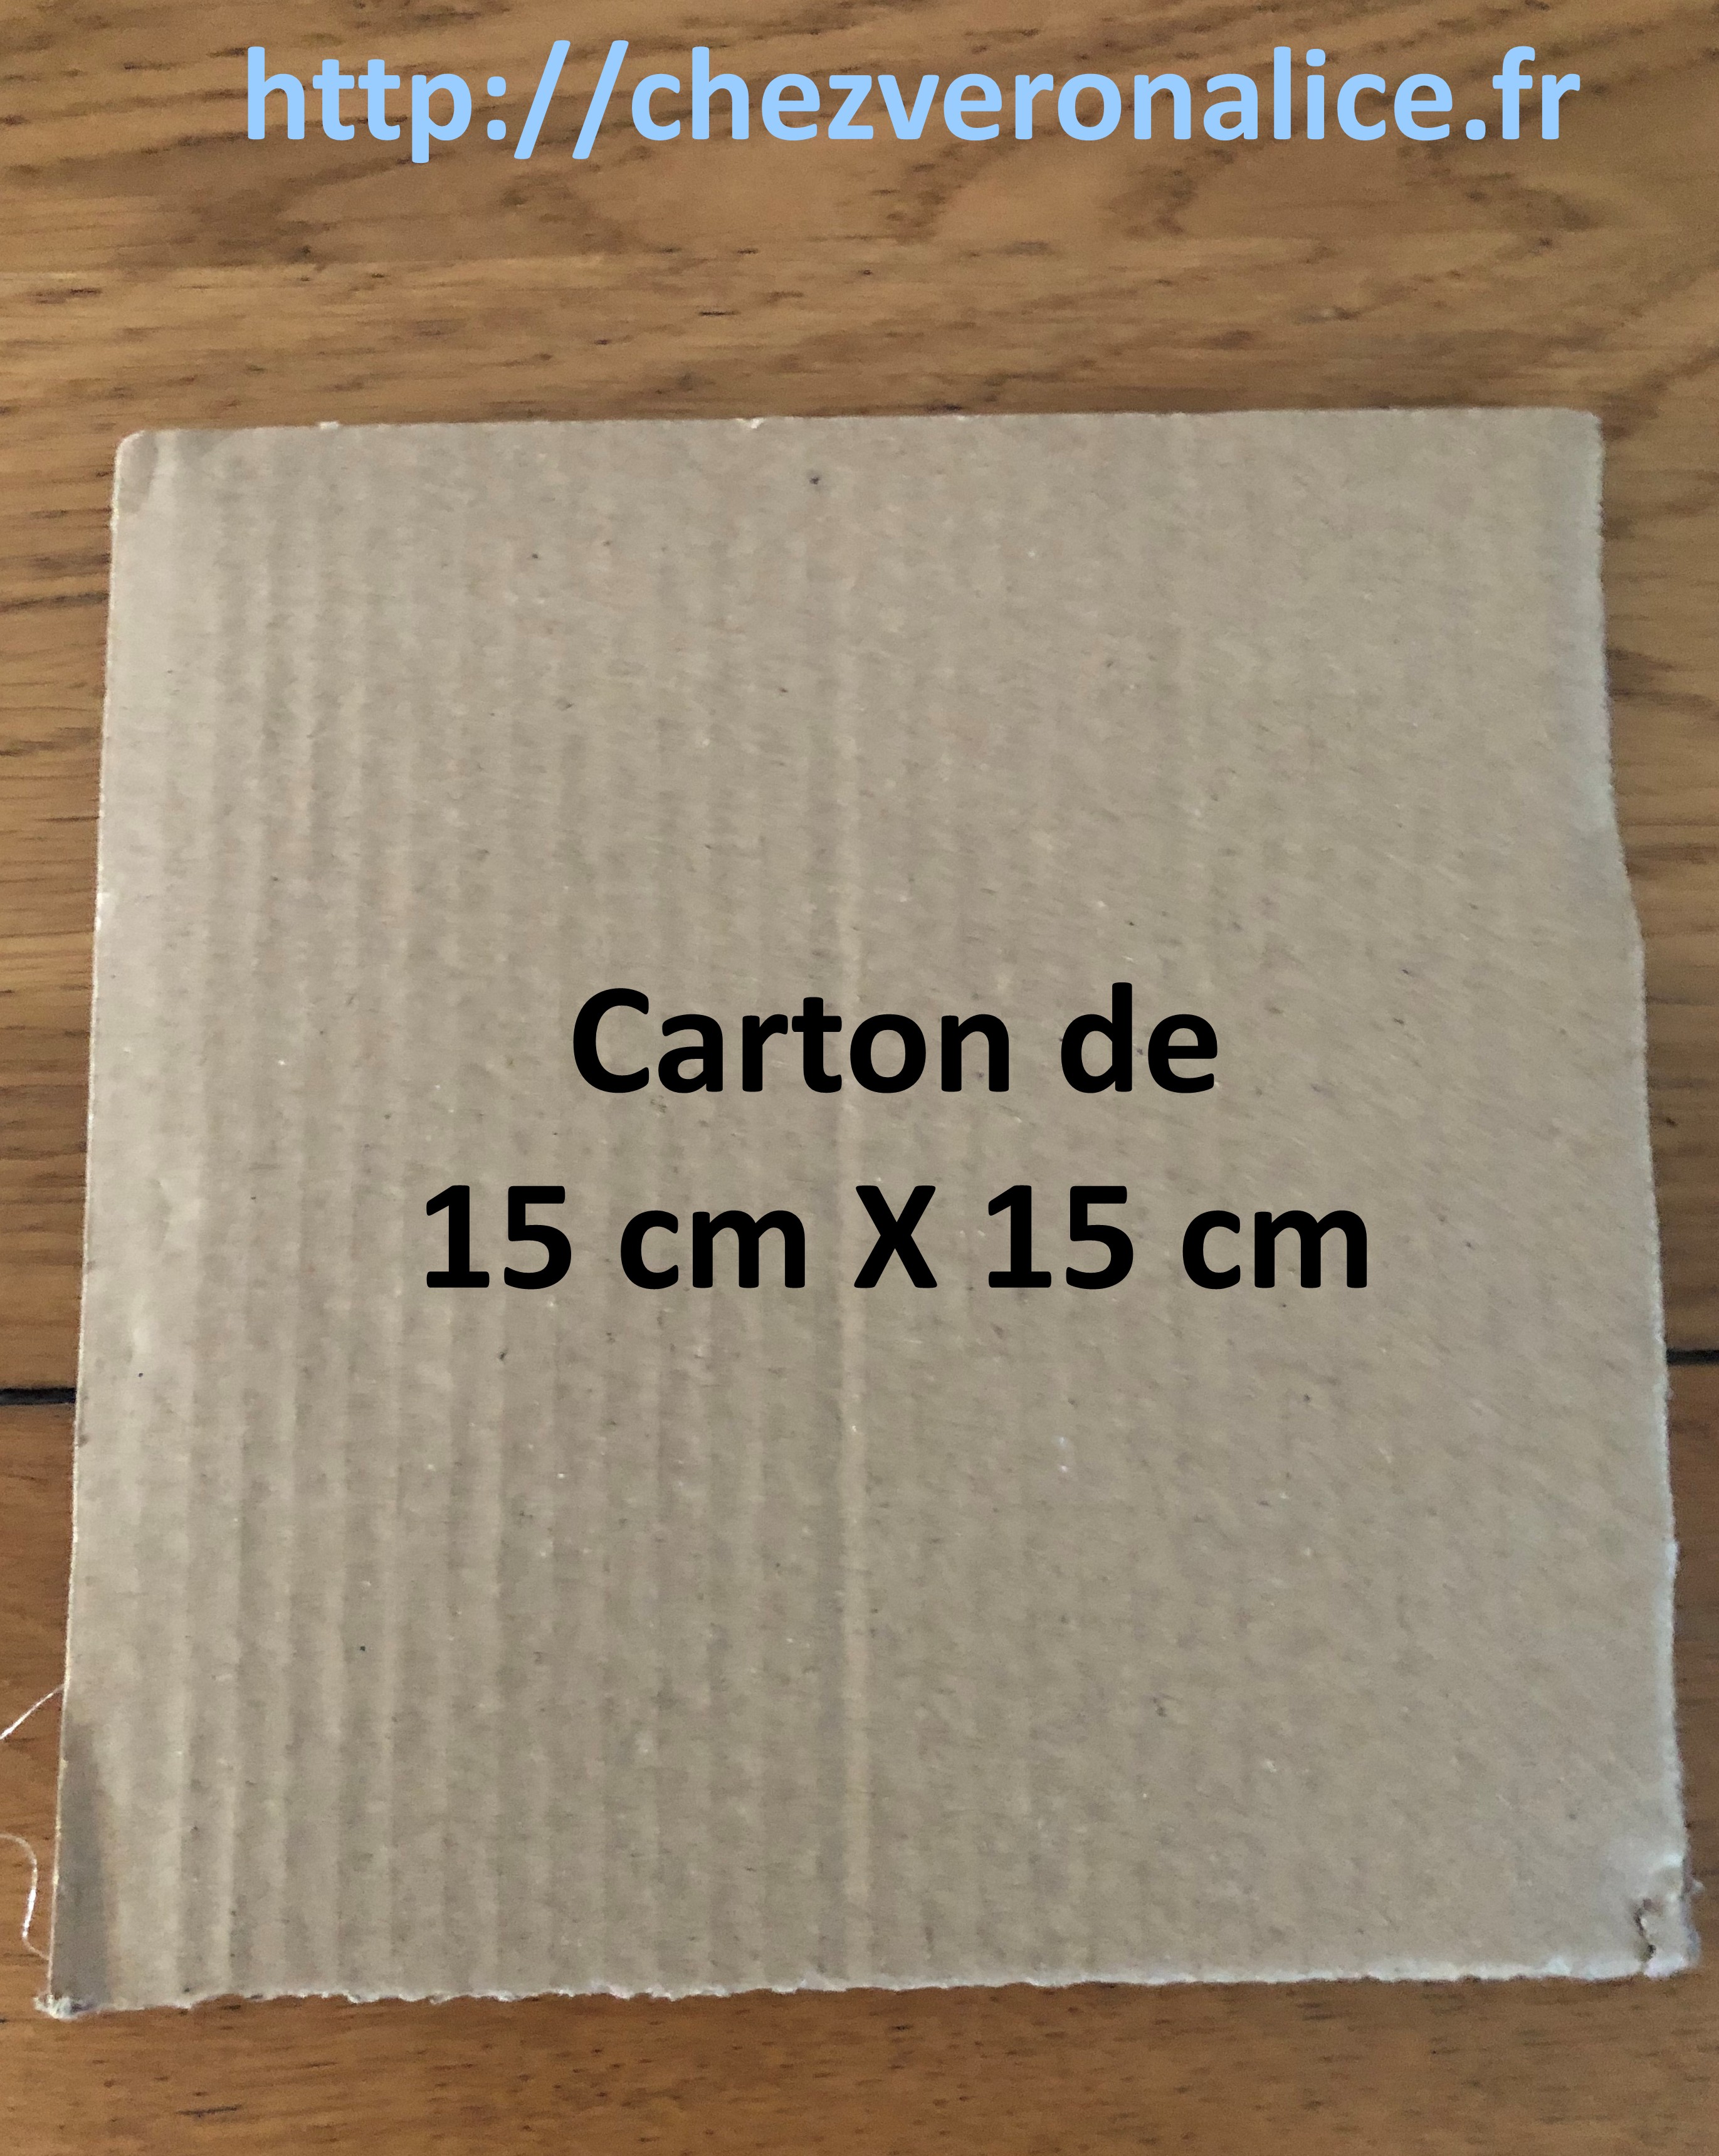 http://chezveronalice.fr
Carton de
15 cm X 15 cm